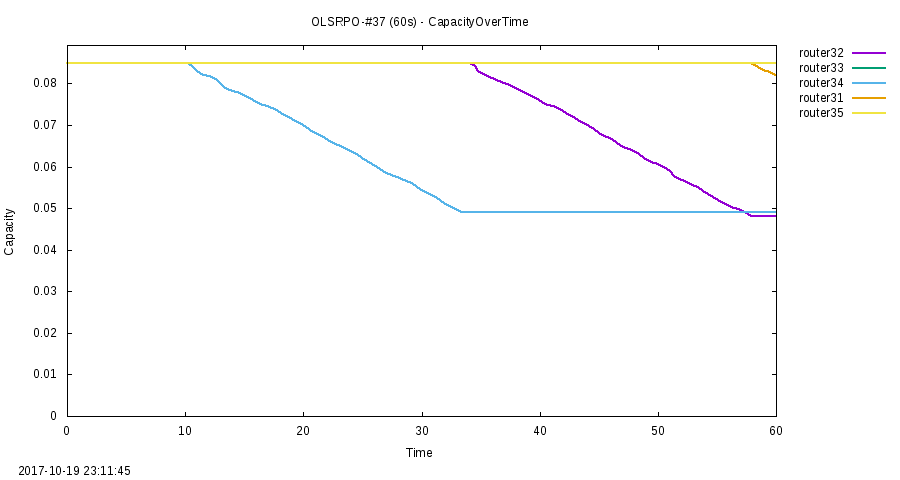 OLSRPO-#37 (60s) - CapacityOverTime
router32
router33
router34
router31
router35
0.08
0.07
0.06
0.05
0.04
0.03
0.02
0.01
0
Capacity
0 10 20 30 40 50 60
Time
2017-10-19 23:11:45